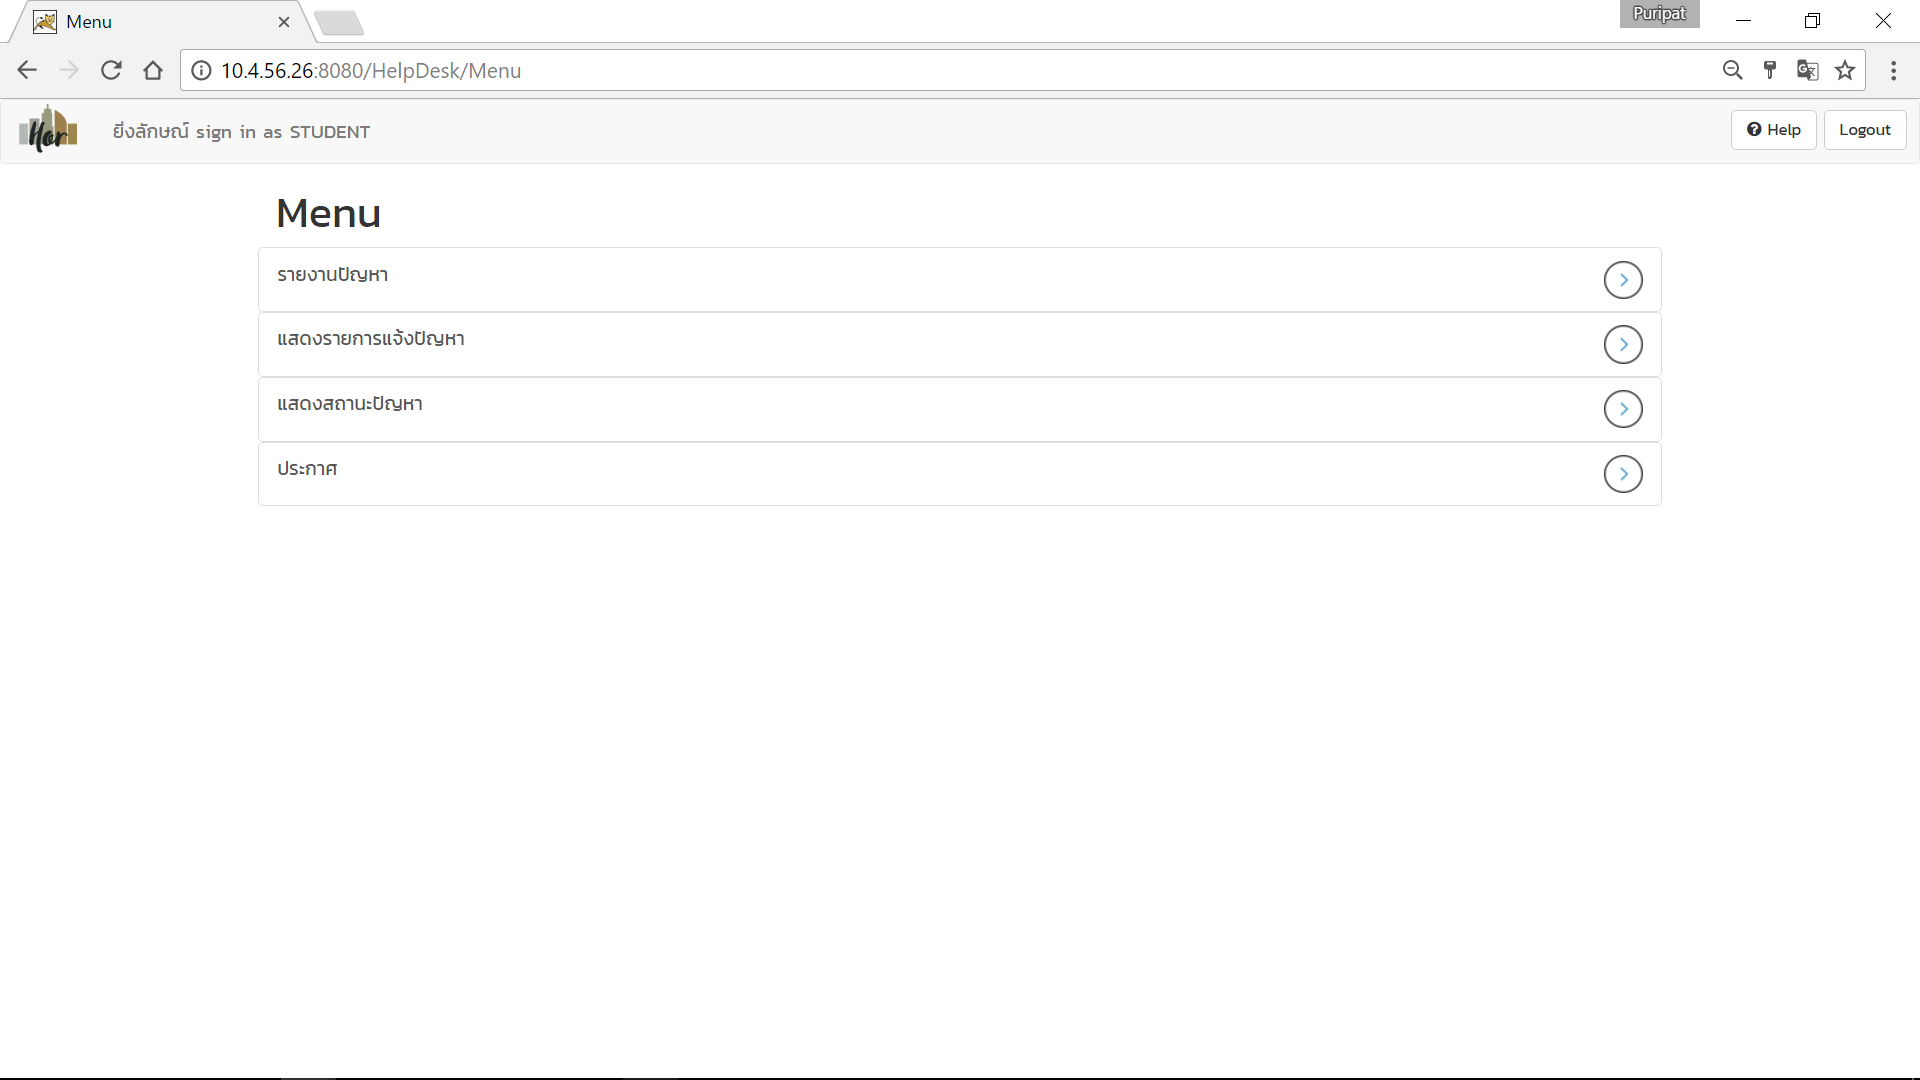 Menu
Puripat
10.4.56.26:8080/HelpDesk/Menu
Hor
ยิ่งลักษณ์ sign in as STUDENT
Help
Logout
Menu
รายงานปัญหา
แสดงรายการแจ้งปัญหา
แสดงสถานะปัญหา
ประกาศ